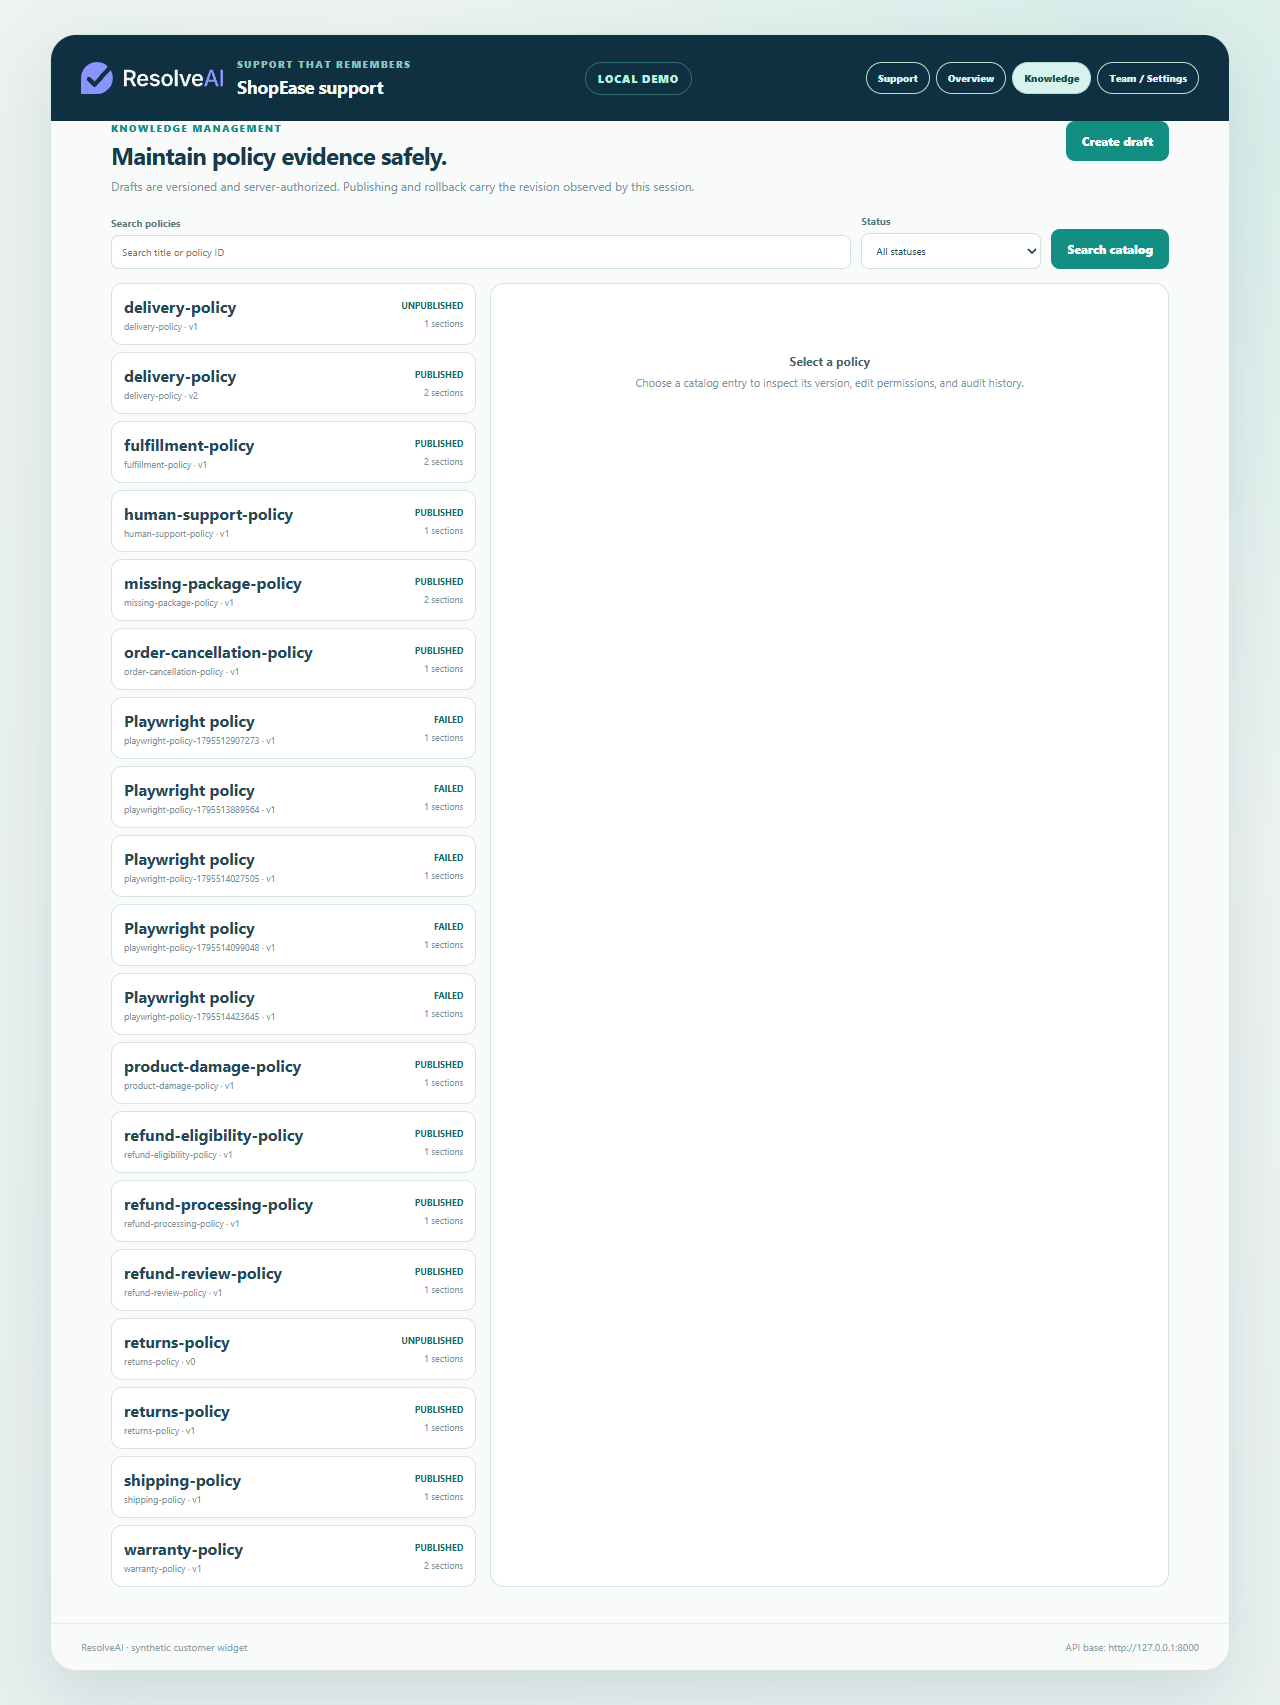 ResolveAI
SUPPORT THAT REMEMBERS
ShopEase support
LOCAL DEMO
Support
Overview
Knowledge
Team / Settings
KNOWLEDGE MANAGEMENT
Maintain policy evidence safely.
Drafts are versioned and server-authorized. Publishing and rollback carry the revision observed by this session.
Create draft
Search policies
Search title or policy ID
Status
All statuses
Search catalog
delivery-policy
delivery-policy · v1
UNPUBLISHED
1 sections
delivery-policy
delivery-policy · v2
PUBLISHED
2 sections
fulfillment-policy
fulfillment-policy · v1
PUBLISHED
2 sections
human-support-policy
human-support-policy · v1
PUBLISHED
1 sections
missing-package-policy
missing-package-policy · v1
PUBLISHED
2 sections
order-cancellation-policy
order-cancellation-policy · v1
PUBLISHED
1 sections
Playwright policy
playwright-policy-1795512907273 · v1
FAILED
1 sections
Playwright policy
playwright-policy-1795513889564 · v1
FAILED
1 sections
Playwright policy
playwright-policy-1795514027505 · v1
FAILED
1 sections
Playwright policy
playwright-policy-1795514099048 · v1
FAILED
1 sections
Playwright policy
playwright-policy-1795514423645 · v1
FAILED
1 sections
product-damage-policy
product-damage-policy · v1
PUBLISHED
1 sections
refund-eligibility-policy
refund-eligibility-policy · v1
PUBLISHED
1 sections
refund-processing-policy
refund-processing-policy · v1
PUBLISHED
1 sections
refund-review-policy
refund-review-policy · v1
PUBLISHED
1 sections
returns-policy
returns-policy · v0
UNPUBLISHED
1 sections
returns-policy
returns-policy · v1
PUBLISHED
1 sections
shipping-policy
shipping-policy · v1
PUBLISHED
1 sections
warranty-policy
warranty-policy · v1
PUBLISHED
2 sections
Select a policy
Choose a catalog entry to inspect its version, edit permissions, and audit history.
ResolveAI · synthetic customer widget
API base: http://127.0.0.1:8000